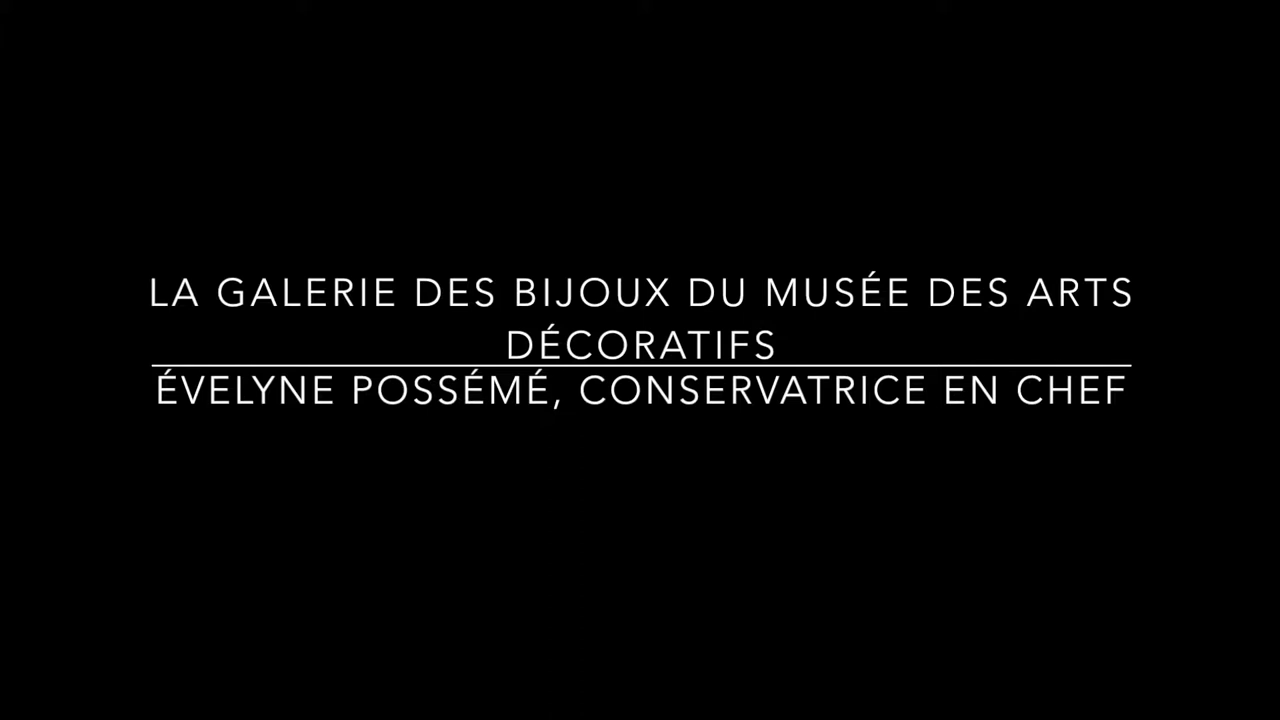 LA GALERIE DES BIJOUX DU MUSÉE DES ARTS
DÉCORATIFS
ÉVELYNE POSSÉMÉ, CONSERVATRICE EN CHEF